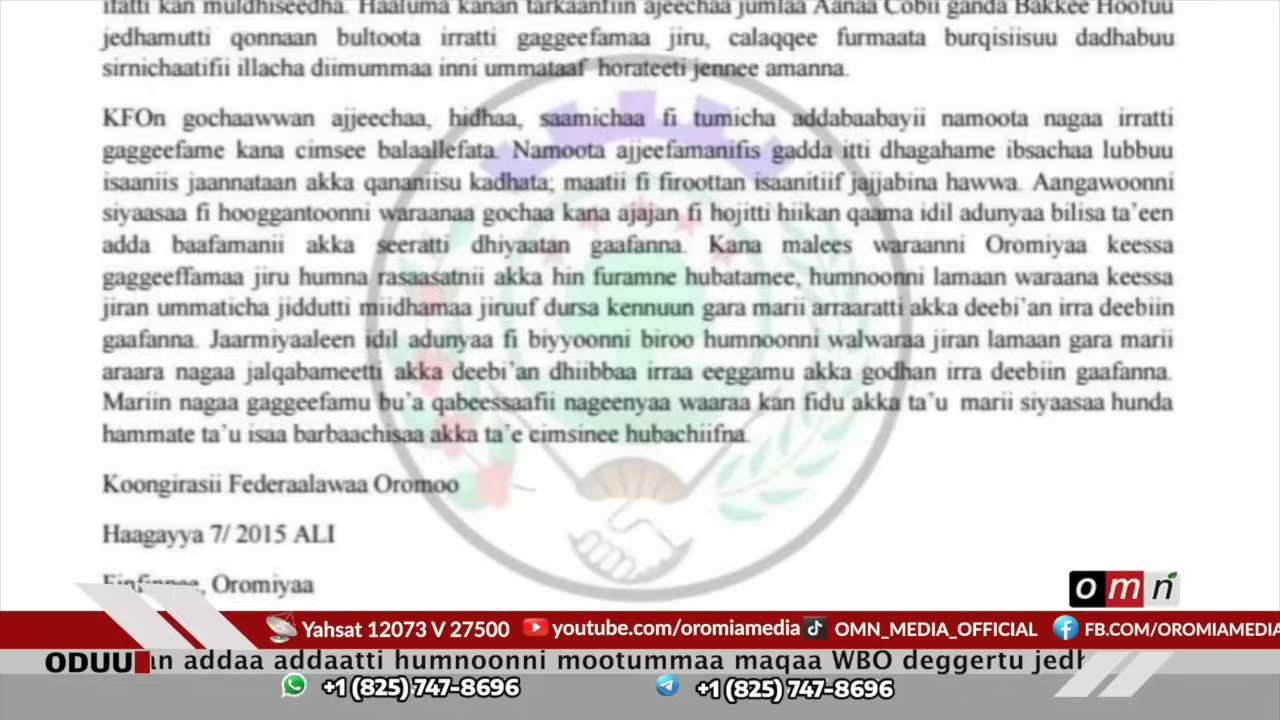 ifatti kan muldhiseedha. Haaluma kanan tarkaanfiin ajeechaa jumlaa Aanaa Cobii ganda Bakkee Hoofuu
jedhamutti qonnaan bultoota irratti gaggeefamaa jiru, calaqqee furmaata burqisiisuu dadhabuu
sirnichaatifii illacha diimummaa inni ummataaf horateeti jennee amanna.
KFOn gochaawwan ajjeechaa, hidhaa, saamichaa fi tumicha addabaabayii namoota nagaa irratti
gaggeefame kana cimsee balaallefata. Namoota ajjeefamanifis gadda itti dhagahame ibsachaa lubbuu
isaaniis jaannataan akka qananiisu kadhata; maatii fi firoottan isaanitiif jajjabina hawwa. Aangawoonni
siyaasaa fi hooggantoonni waraanaa gochaa kana ajajan fi hojitti hiikan qaama idil adunyaa bilisa ta'een
adda baafamanii akka seeratti dhiyaatan gaafanna. Kana malees waraanni Oromiyaa keessa
gaggeeffamaa jiru humna rasaasatnii akka hin furamne hubatamee, humnoonni lamaan waraana keessa
jiran ummaticha jiddutti miidhamaa jiruuf dursa kennuun gara marii arraaratti akka deebi'an irra deebiin
gaafanna. Jaarmiyaaleen idil adunyaa fi biyyoonni biroo humnoonni walwaraa jiran lamaan gara marii
araara nagaa jalqabameetti akka deebi'an dhiibbaa irraa eeggamu akka godhan irra deebiin gaafanna.
Mariin nagaa gaggeefamu bu'a qabeessaafii nageenyaa waaraa kan fidu akka ta'u marii siyaasaa hunda
hammate ta'u isaa barbaachisaa akka ta'e cimsinee hubachiifna.
Koongirasii Federaalawaa Oromoo
Haagayya 7/ 2015 ALI
Finfinnee, Oromiyaa
omn
Yahsat 12073 V 27500 youtube.com/oromiamedia OMN_MEDIA_OFFICIAL FB.COM/OROMIAMEDIA
ODUU an addaa addaatti humnoonni mootummaa maqaa WBO deggertu jedh
+1 (825) 747-8696 +1 (825) 747-8696